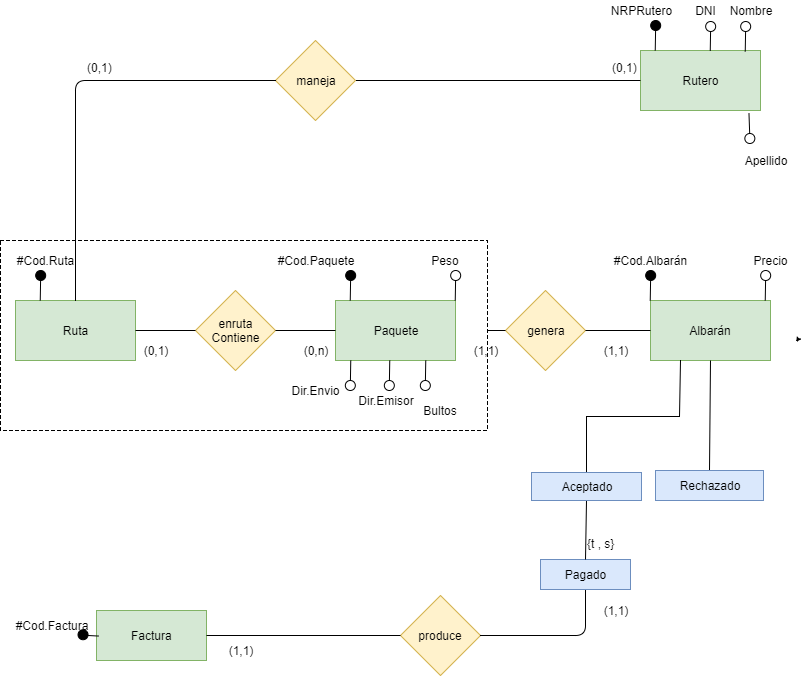 NRPRutero
DNI
Nombre
(0,1)
maneja
(0,1)
Rutero
Apellido
#Cod.Ruta
#Cod.Paquete
Peso
#Cod.Albarán
Precio
Ruta
enruta
Contiene
Paquete
genera
Albarán
(0,1)
(0,n)
(1,1)
(1,1)
Dir.Envio
Dir.Emisor
Bultos
Aceptado
Rechazado
{t , s}
Pagado
(1,1)
#Cod.Factura
Factura
produce
(1,1)